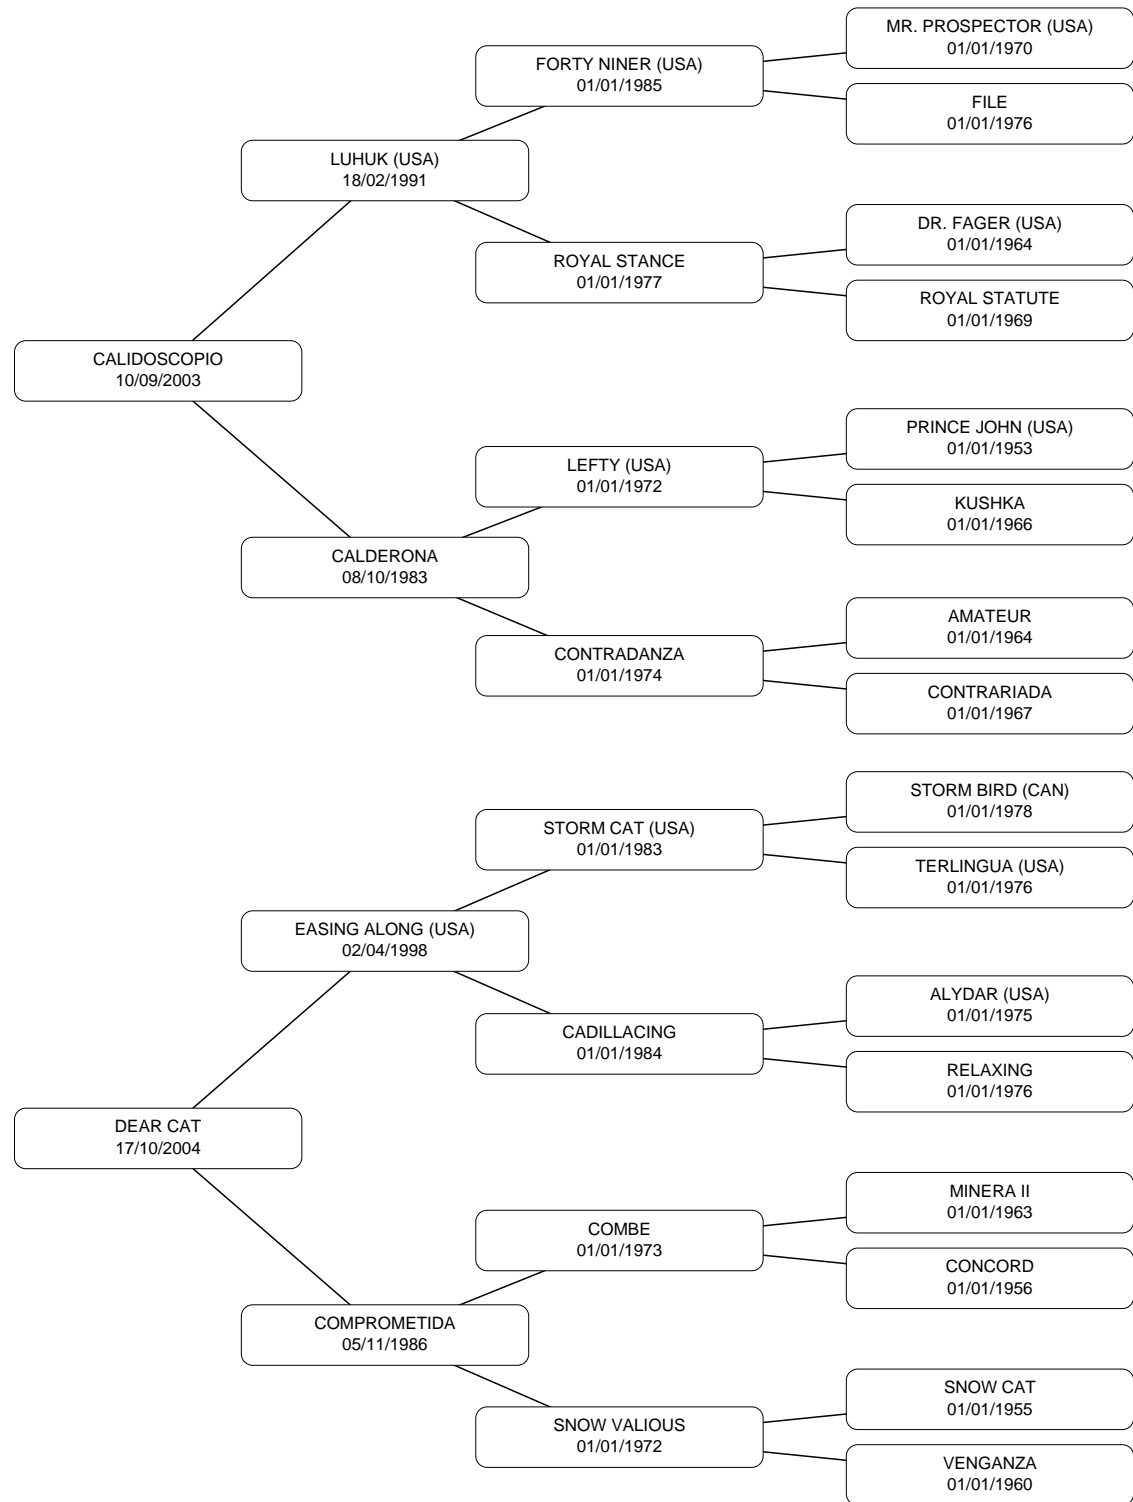 MR. PROSPECTOR (USA)
01/01/1970
FORTY NINER (USA)
01/01/1985
FILE
01/01/1976
LUHUK (USA)
18/02/1991
DR. FAGER (USA)
01/01/1964
ROYAL STANCE
01/01/1977
ROYAL STATUTE
01/01/1969
CALIDOSCOPIO
10/09/2003
PRINCE JOHN (USA)
01/01/1953
LEFTY (USA)
01/01/1972
KUSHKA
01/01/1966
CALDERONA
08/10/1983
AMATEUR
01/01/1964
CONTRADANZA
01/01/1974
CONTRARIADA
01/01/1967
STORM BIRD (CAN)
01/01/1978
STORM CAT (USA)
01/01/1983
TERLINGUA (USA)
01/01/1976
EASING ALONG (USA)
02/04/1998
ALYDAR (USA)
01/01/1975
CADILLACING
01/01/1984
RELAXING
01/01/1976
DEAR CAT
17/10/2004
MINERA II
01/01/1963
COMBE
01/01/1973
CONCORD
01/01/1956
COMPROMETIDA
05/11/1986
SNOW CAT
01/01/1955
SNOW VALIOUS
01/01/1972
VENGANZA
01/01/1960